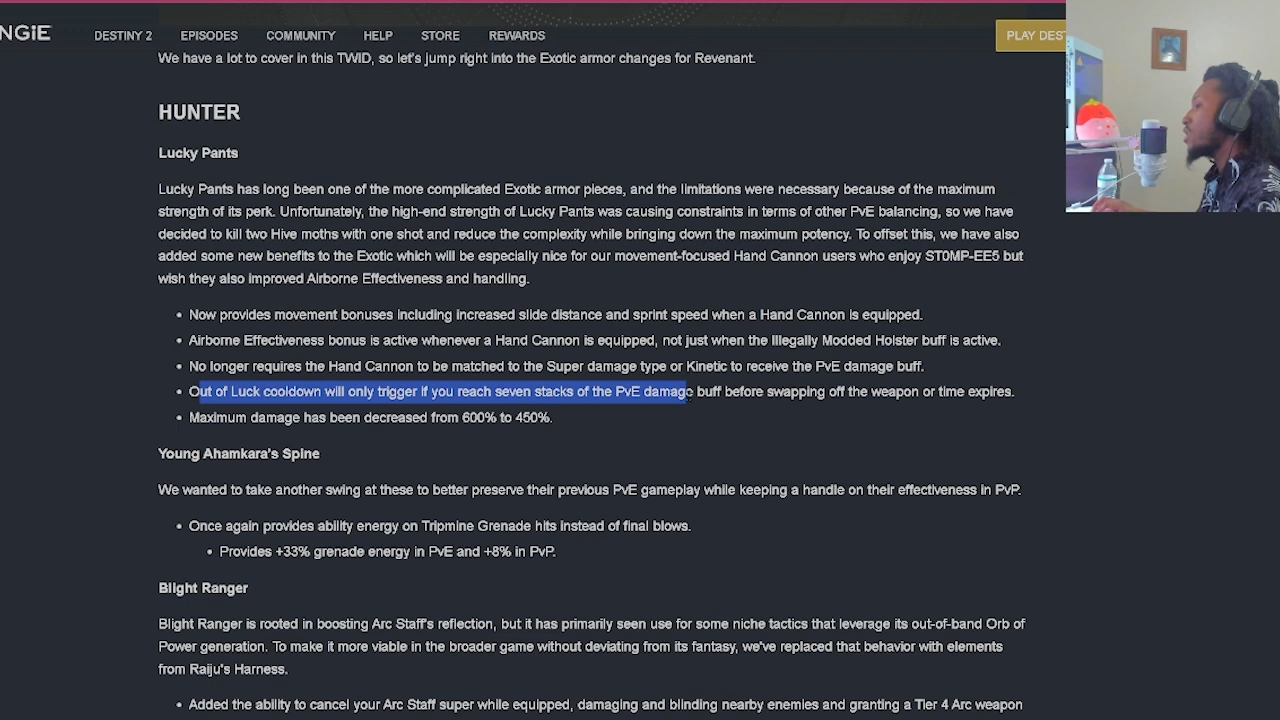 NGiE
DESTINY 2 EPISODES COMMUNITY HELP STORE REWARDS PLAY DEST
We have a lot to cover in this TWID, so let's jump right into the Exotic armor changes for Revenant.
HUNTER
Lucky Pants
Lucky Pants has long been one of the more complicated Exotic armor pieces, and the limitations were necessary because of the maximum
strength of its perk. Unfortunately, the high-end strength of Lucky Pants was causing constraints in terms of other PvE balancing, so we have
decided to kill two Hive moths with one shot and reduce the complexity while bringing down the maximum potency. To offset this, we have also
added some new benefits to the Exotic which will be especially nice for our movement-focused Hand Cannon users who enjoy ST0MP-EE5 but
wish they also improved Airborne Effectiveness and handling.
• Now provides movement bonuses including increased slide distance and sprint speed when a Hand Cannon is equipped.
• Airborne Effectiveness bonus is active whenever a Hand Cannon is equipped, not just when the Illegally Modded Holster buff is active.
• No longer requires the Hand Cannon to be matched to the Super damage type or Kinetic to receive the PvE damage buff.
• Out of Luck cooldown will only trigger if you reach seven stacks of the PvE damage buff before swapping off the weapon or time expires.
• Maximum damage has been decreased from 600% to 450%.
Young Ahamkara's Spine
We wanted to take another swing at these to better preserve their previous PvE gameplay while keeping a handle on their effectiveness in PvP.
• Once again provides ability energy on Tripmine Grenade hits instead of final blows.
• Provides +33% grenade energy in PvE and +8% in PvP.
Blight Ranger
Blight Ranger is rooted in boosting Arc Staff's reflection, but it has primarily seen use for some niche tactics that leverage its out-of-band Orb of
Power generation. To make it more viable in the broader game without deviating from its fantasy, we've replaced that behavior with elements
from Raiju's Harness.
• Added the ability to cancel your Arc Staff super while equipped, damaging and blinding nearby enemies and granting a Tier 4 Arc weapon